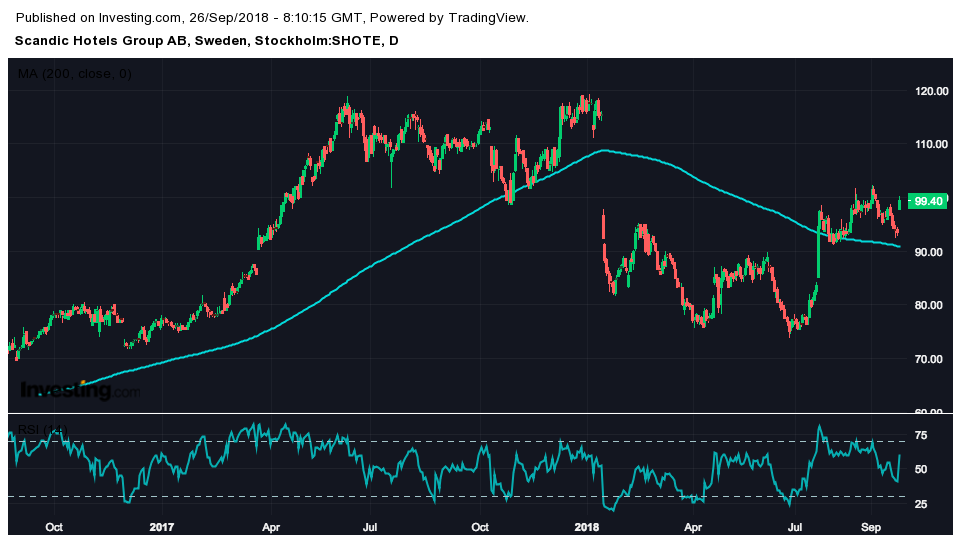 Published on Investing.com, 26/Sep/2018 - 8:10:15 GMT, Powered by TradingView.
Scandic Hotels Group AB, Sweden, Stockholm:SHOTE, D
MA (200, close, 0)
120.00
110.00
99.40
90.00
80.00
70.00
60.00
Investing.com
RSI (14)
75
50
25
Oct 2017 Apr Jul Oct 2018 Apr Jul Sep